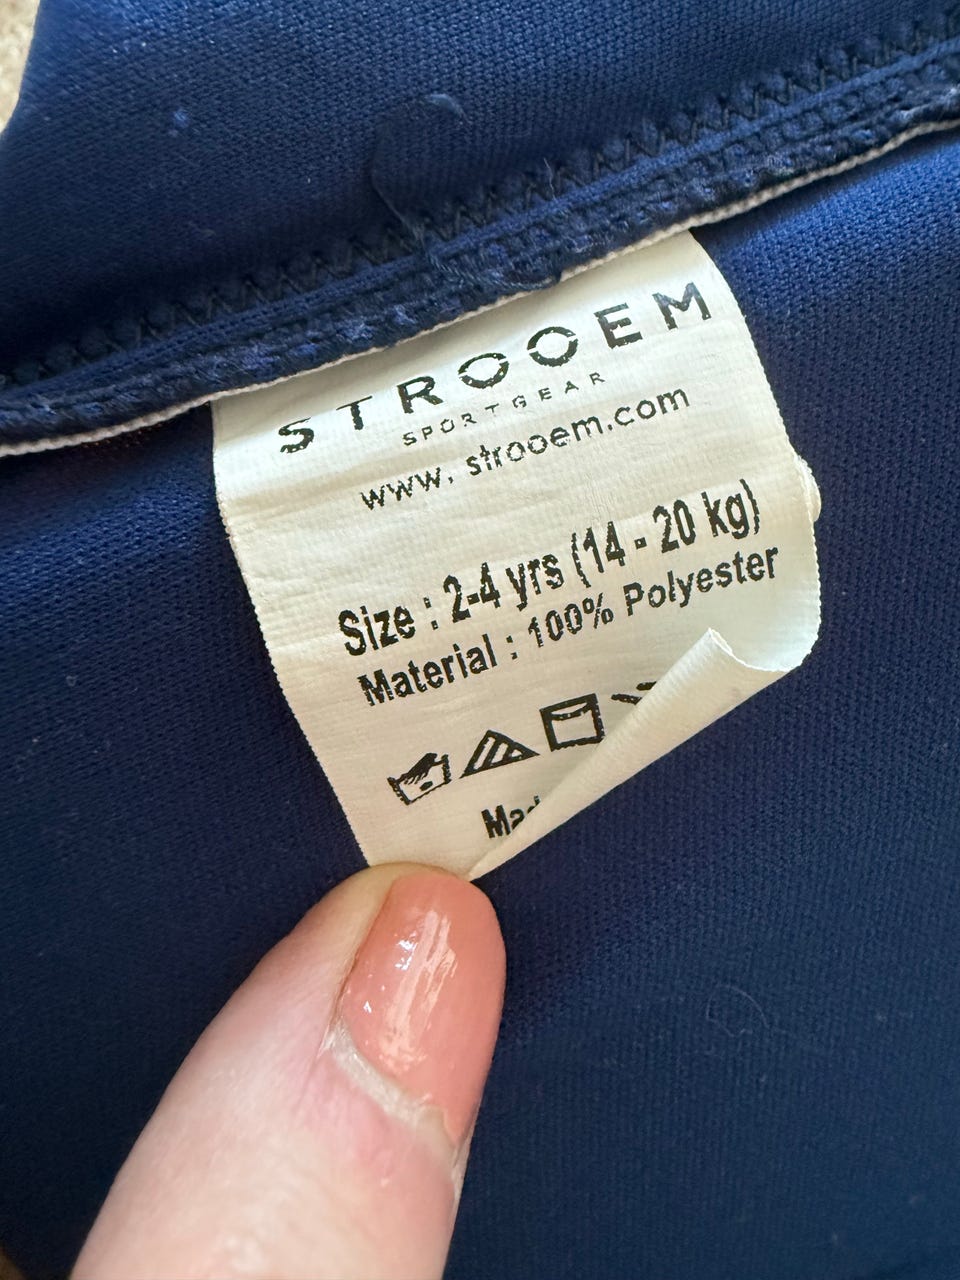 STROOEM
SPORTGEAR
www. strooem.com
Size : 2-4 yrs (14 - 20 kg)
Material : 100% Polyester